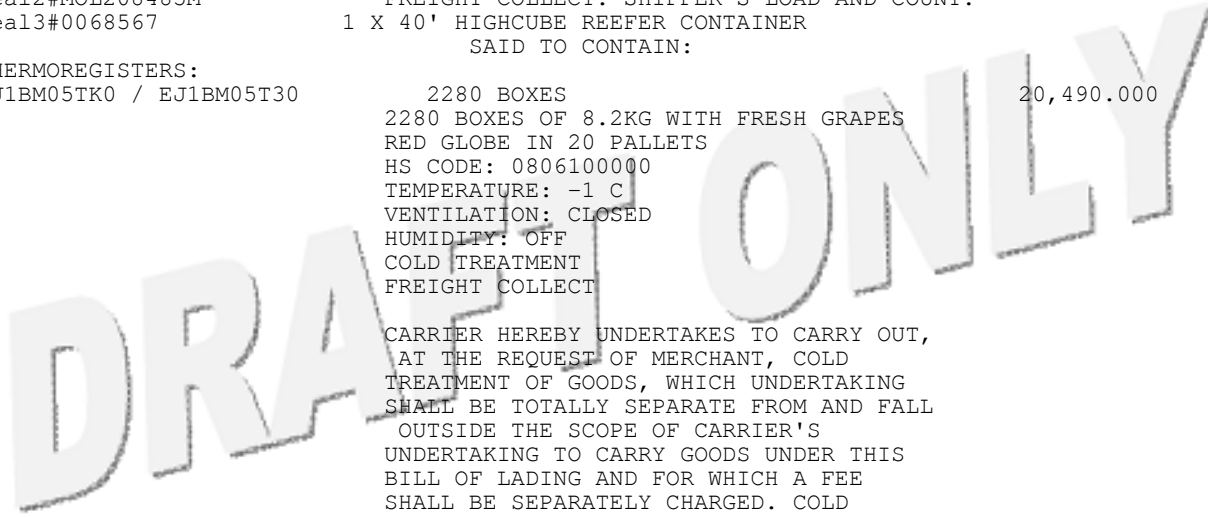 FREIGHT COLLECT. SHIPPER'S LOAD AND COUNT.
eal3#0068567 1 X 40' HIGHCUBE REEFER CONTAINER
SAID TO CONTAIN:
HERMOREGISTERS:
J1BM05TK0 / EJ1BM05T30 2280 BOXES 20,490.000
2280 BOXES OF 8.2KG WITH FRESH GRAPES
RED GLOBE IN 20 PALLETS
HS CODE: 0806100000
TEMPERATURE: -1 C
VENTILATION: CLOSED
HUMIDITY: OFF
COLD TREATMENT
FREIGHT COLLECT
CARRIER HEREBY UNDERTAKES TO CARRY OUT,
AT THE REQUEST OF MERCHANT, COLD
TREATMENT OF GOODS, WHICH UNDERTAKING
SHALL BE TOTALLY SEPARATE FROM AND FALL
OUTSIDE THE SCOPE OF CARRIER'S
UNDERTAKING TO CARRY GOODS UNDER THIS
BILL OF LADING AND FOR WHICH A FEE
SHALL BE SEPARATELY CHARGED. COLD
DRAFT ONLY